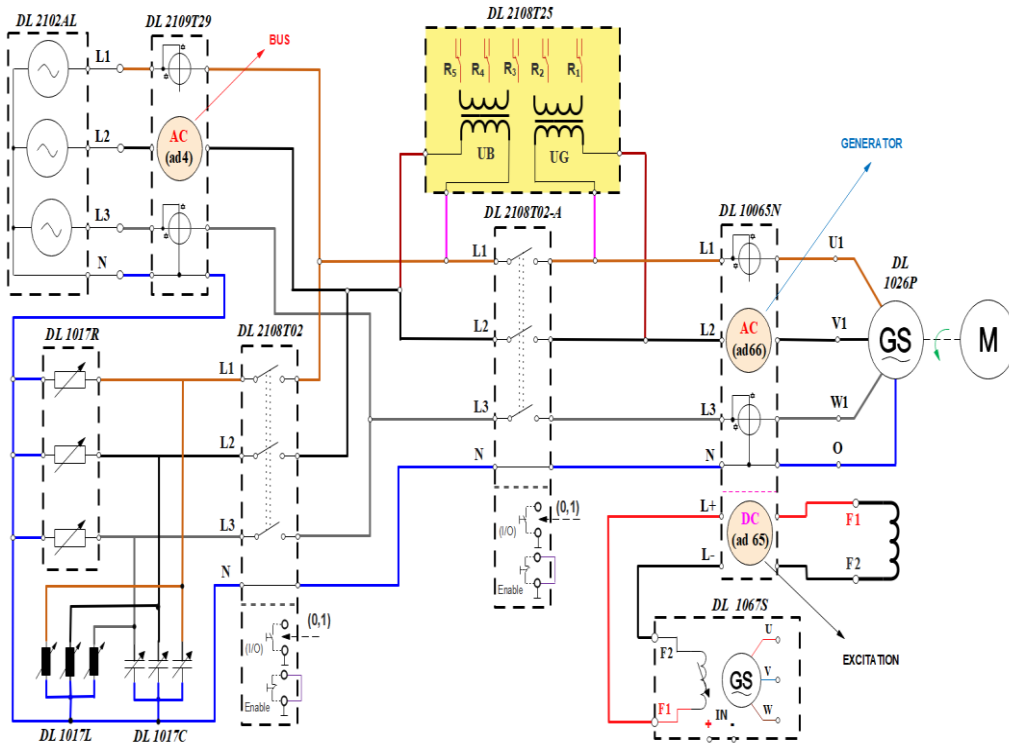 DL 2102AL
DL 2109T29
BUS
DL 2108T25
L1
L2
L3
N
AC
(ad4)
R5 R4 R3 R2 R1
UB
UG
GENERATOR
DL 2108T02-A
L1
L2
L3
N
(0,1)
(I/O)
Enable
DL 10065N
L1
L2
L3
N
AC
(ad66)
U1
V1
W1
O
DL
1026P
GS
M
L+
L-
DC
(ad 65)
F1
F2
EXCITATION
DL 1017R
DL 2108T02
L1
L2
L3
N
(0,1)
(I/O)
Enable
DL 1017L
DL 1017C
DL 1067S
F2
F1
GS
U
V
W
IN
+ -